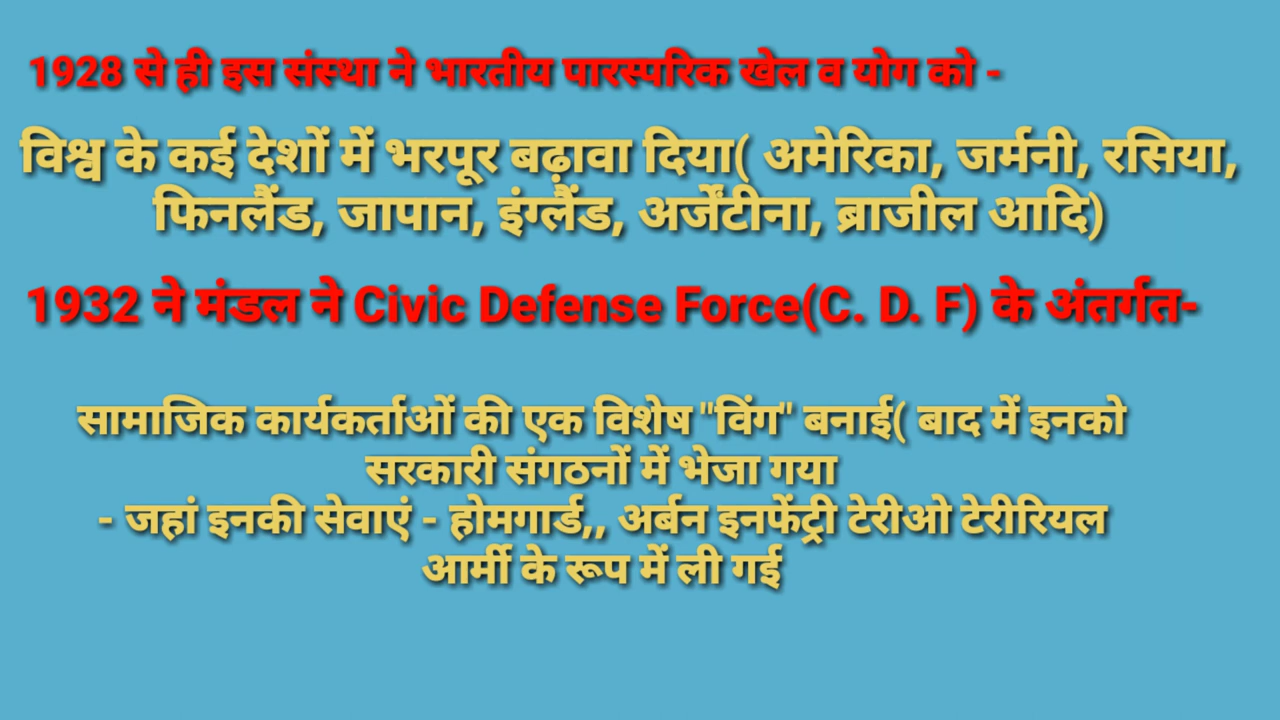 1928 से ही इस संस्था ने भारतीय पारस्परिक खेल व योग को -
विश्व के कई देशों में भरपूर बढ़ावा दिया( अमेरिका, जर्मनी, रसिया,
फिनलैंड, जापान, इंग्लैंड, अर्जेंटीना, ब्राजील आदि)
1932 ने मंडल ने Civic Defense Force(C. D. F) के अंतर्गत-
सामाजिक कार्यकर्ताओं की एक विशेष "विंग" बनाई( बाद में इनको
सरकारी संगठनों में भेजा गया
- जहां इनकी सेवाएं - होमगार्ड,, अर्बन इनफेंट्री टेरीओ टेरीरियल
आर्मी के रूप में ली गई